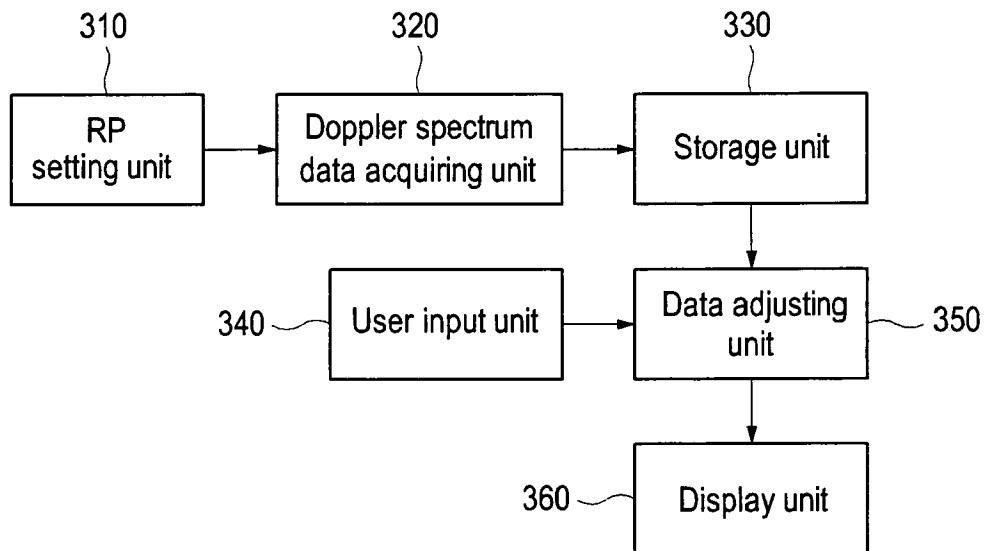 310
320
330
RP
setting unit
Doppler spectrum
data acquiring unit
Storage unit
340
User input unit
Data adjusting
unit
350
360
Display unit